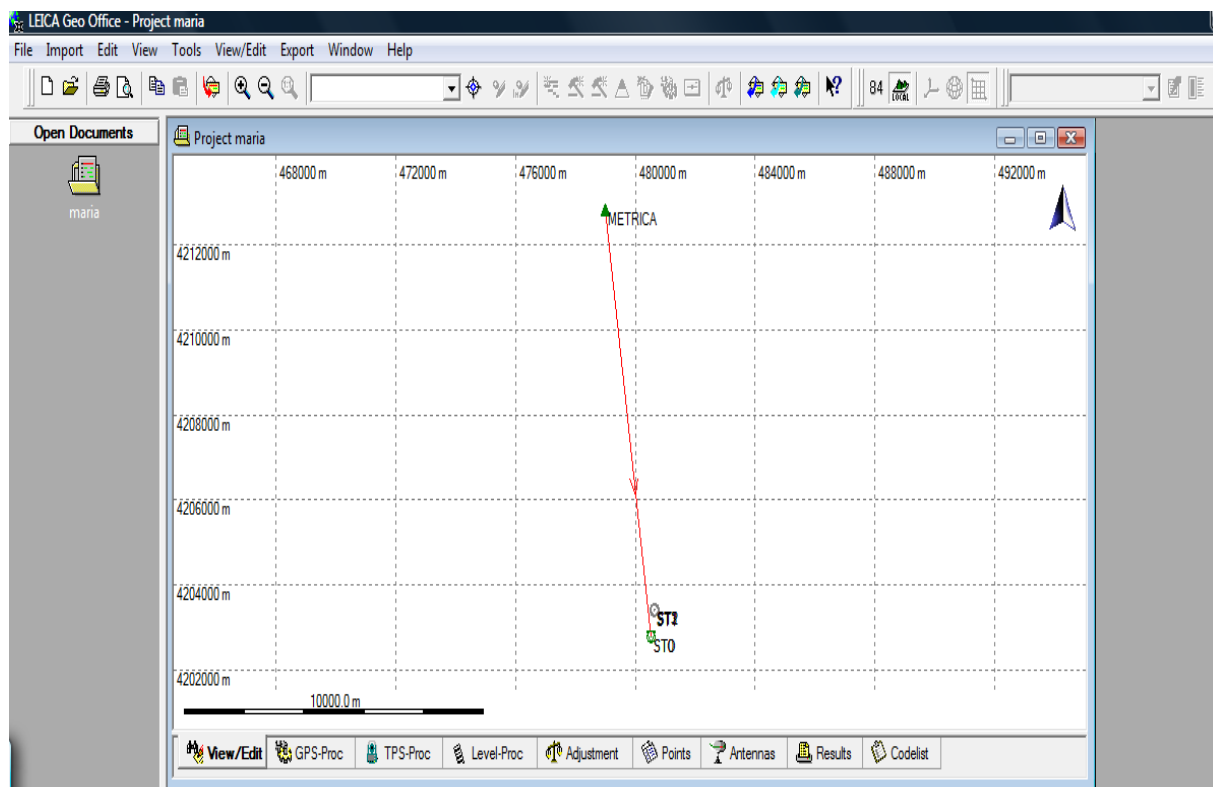 LEICA Geo Office - Project maria
File Import Edit View Tools View/Edit Export Window Help
84 LOCAL
Open Documents
maria
Project maria
468000 m 472000 m 476000 m 480000 m 484000 m 488000 m 492000 m
METRICA
4212000 m
4210000 m
4208000 m
4206000 m
4204000 m
ST0
4202000 m
10000.0 m
View/Edit GPS-Proc TPS-Proc Level-Proc Adjustment Points Antennas Results Codelist